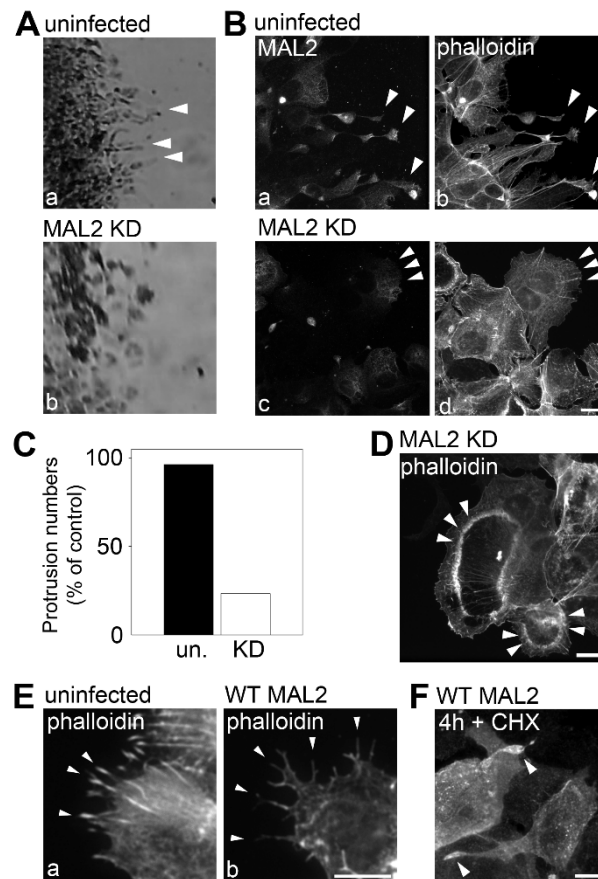 A uninfected
a
MAL2 KD
b
B uninfected
MAL2
a
phalloidin
b
MAL2 KD
c
d
C
Protrusion numbers
(% of control)
100
50
0
un. KD
D MAL2 KD
phalloidin
E uninfected
phalloidin
a
WT MAL2
phalloidin
b
F WT MAL2
4h + CHX